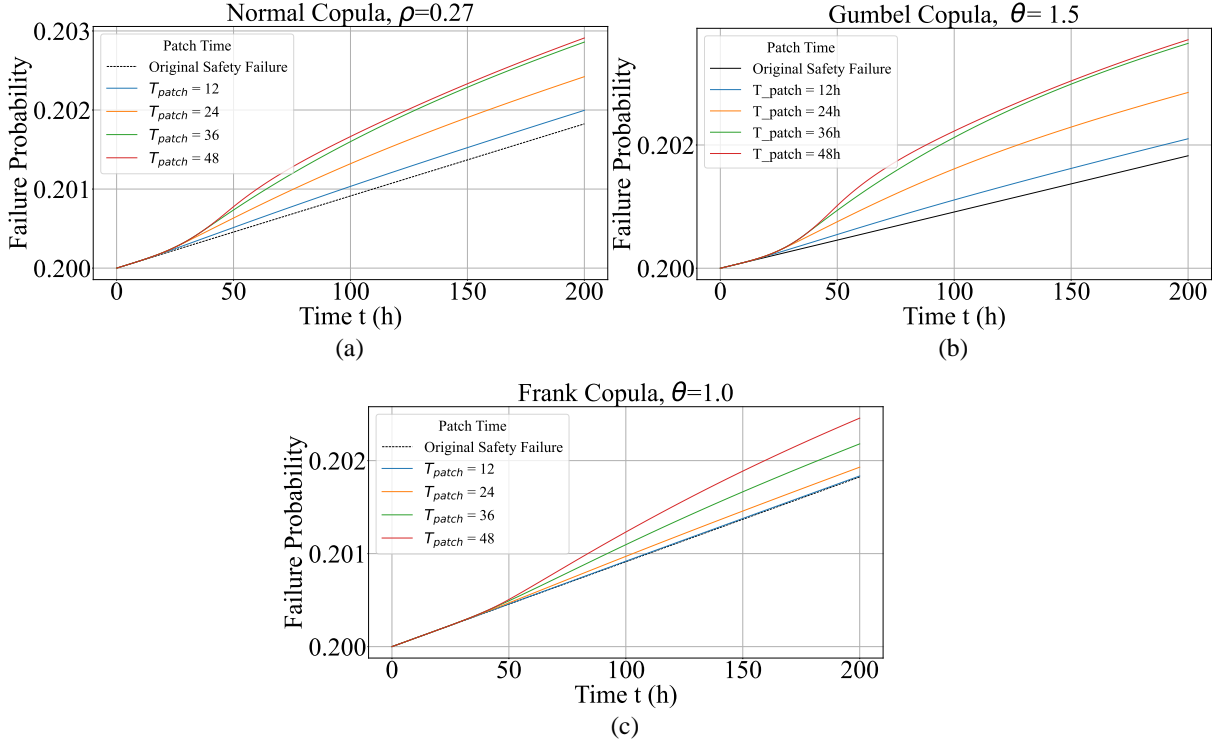 Normal Copula, ρ=0.27
Failure Probability
0.203
0.202
0.201
0.200
Patch Time
Original Safety Failure
T_patch = 12
T_patch = 24
T_patch = 36
T_patch = 48
0 50 100 150 200
Time t (h)
(a)
Gumbel Copula, θ= 1.5
Failure Probability
0.202
0.200
Patch Time
Original Safety Failure
T_patch = 12h
T_patch = 24h
T_patch = 36h
T_patch = 48h
0 50 100 150 200
Time t (h)
(b)
Frank Copula, θ=1.0
Failure Probability
0.202
0.201
0.200
Patch Time
Original Safety Failure
T_patch = 12
T_patch = 24
T_patch = 36
T_patch = 48
0 50 100 150 200
Time t (h)
(c)